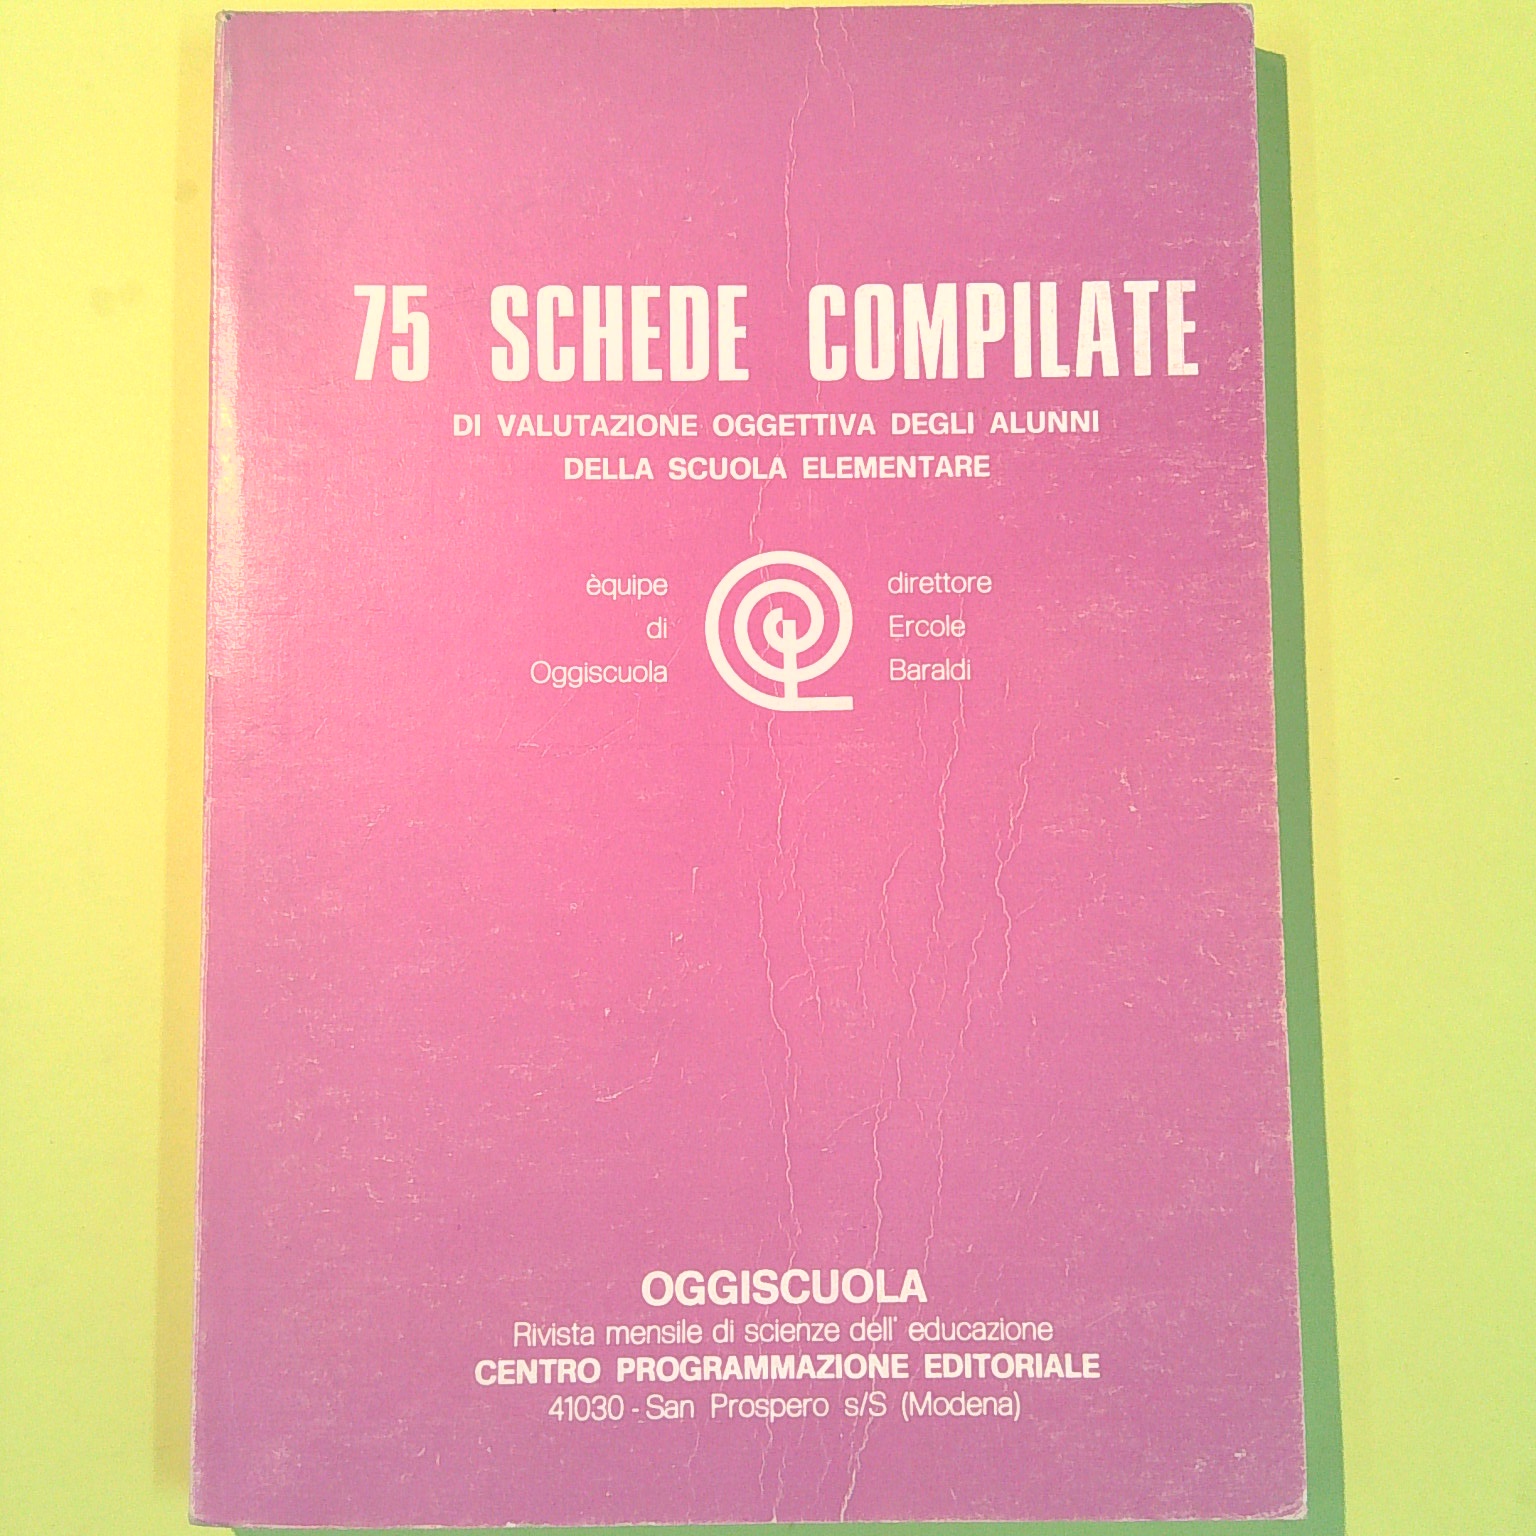 75 SCHEDE COMPILATE
DI VALUTAZIONE OGGETTIVA DEGLI ALUNNI
DELLA SCUOLA ELEMENTARE
èquipe
di
Oggiscuola
direttore
Ercole
Baraldi
OGGISCUOLA
Rivista mensile di scienze dell' educazione
CENTRO PROGRAMMAZIONE EDITORIALE
41030 - San Prospero s/S (Modena)